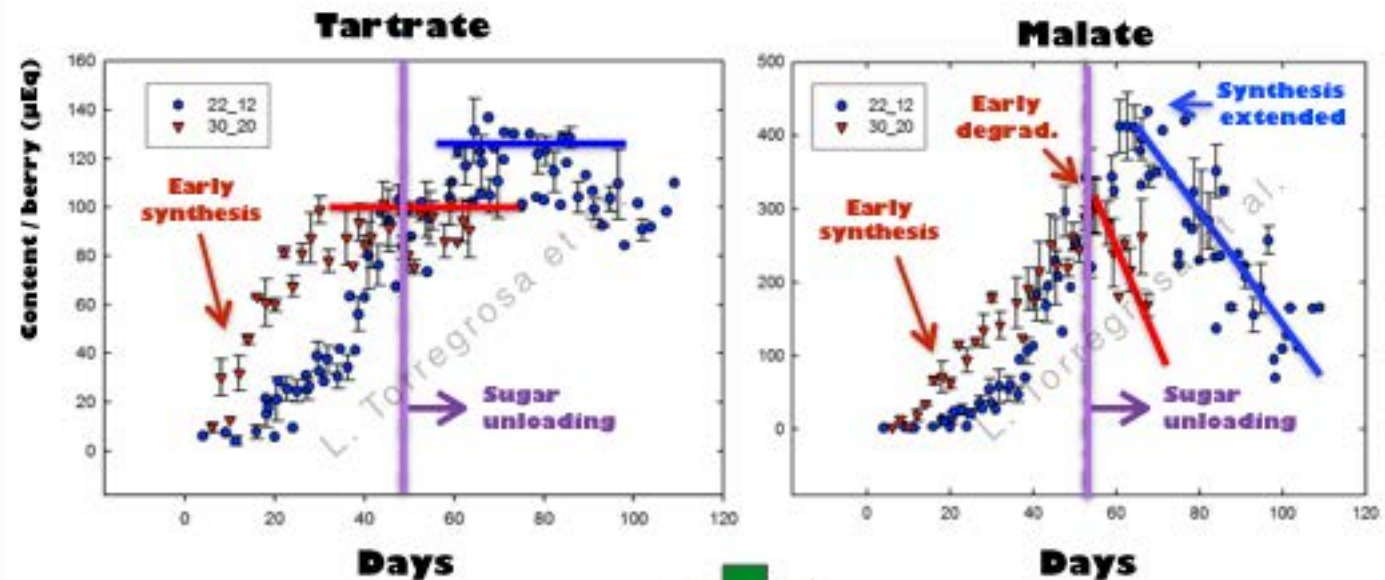 Tartrate
Content / berry (µEq)
160
140
120
100
80
60
40
20
0
22_12
30_20
Early
synthesis
Sugar
unloading
L. Torregrosa et
0 20 40 60 80 100 120
Days
Malate
500
400
300
200
100
0
22_12
30_20
Early
degrad.
Synthesis
extended
Early
synthesis
Sugar
unloading
L. Torregrosa et al.
0 20 40 60 80 100 120
Days